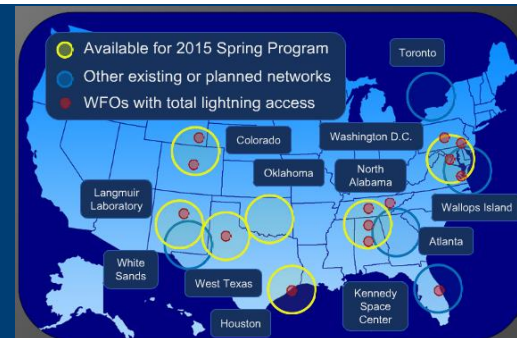 Available for 2015 Spring Program
Other existing or planned networks
WFOs with total lightning access
Toronto
Colorado
Washington D.C.
Oklahoma
North
Alabama
Langmuir
Laboratory
Wallops Island
Atlanta
White
Sands
West Texas
Kennedy
Space
Center
Houston